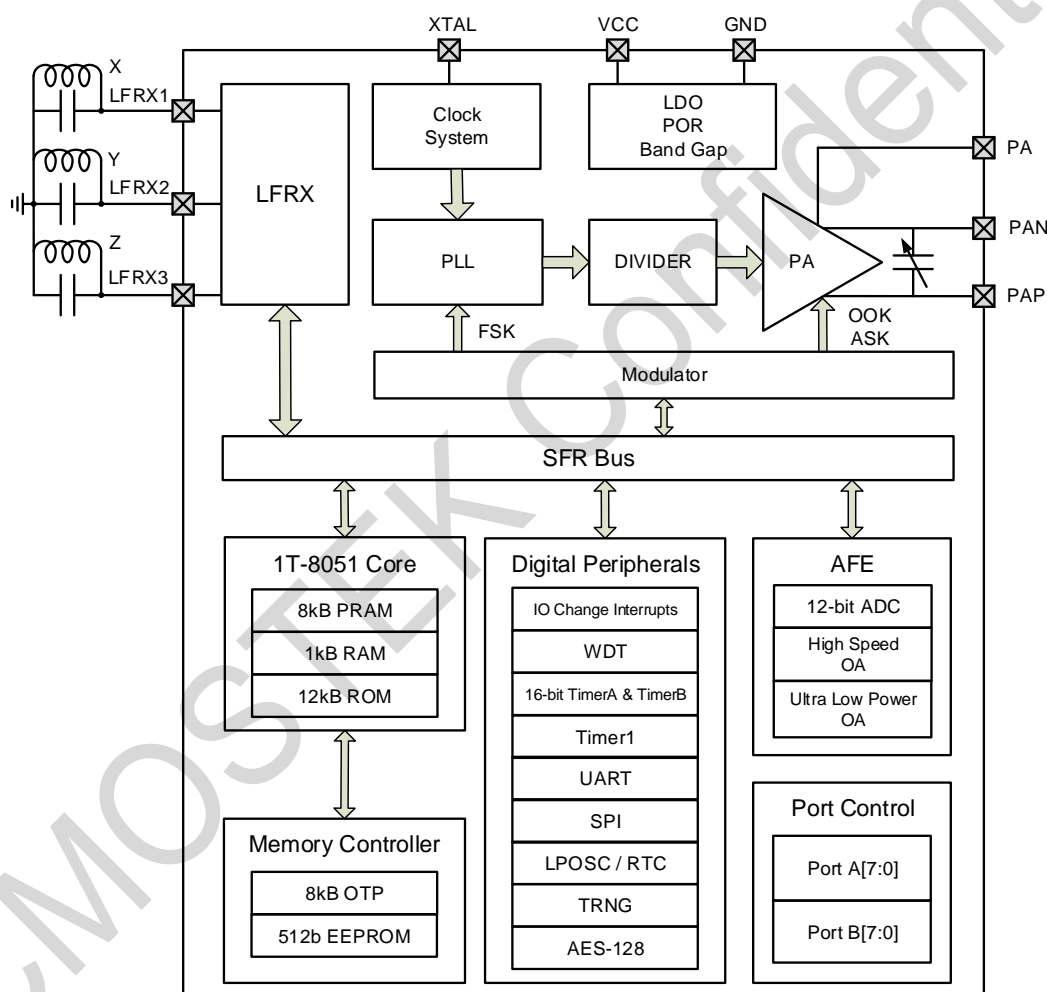 XTAL
VCC
GND
X
LFRX1
Y
LFRX2
Z
LFRX3
LFRX
Clock
System
LDO
POR
Band Gap
PA
PAN
PAP
PLL
DIVIDER
PA
FSK
OOK
ASK
Modulator
SFR Bus
1T-8051 Core
8kB PRAM
1kB RAM
12kB ROM
Digital Peripherals
IO Change Interrupts
WDT
16-bit TimerA & TimerB
Timer1
UART
SPI
LPOSC / RTC
TRNG
AES-128
AFE
12-bit ADC
High Speed
OA
Ultra Low Power
OA
Memory Controller
8kB OTP
512b EEPROM
Port Control
Port A[7:0]
Port B[7:0]
CMOSTEK Confident